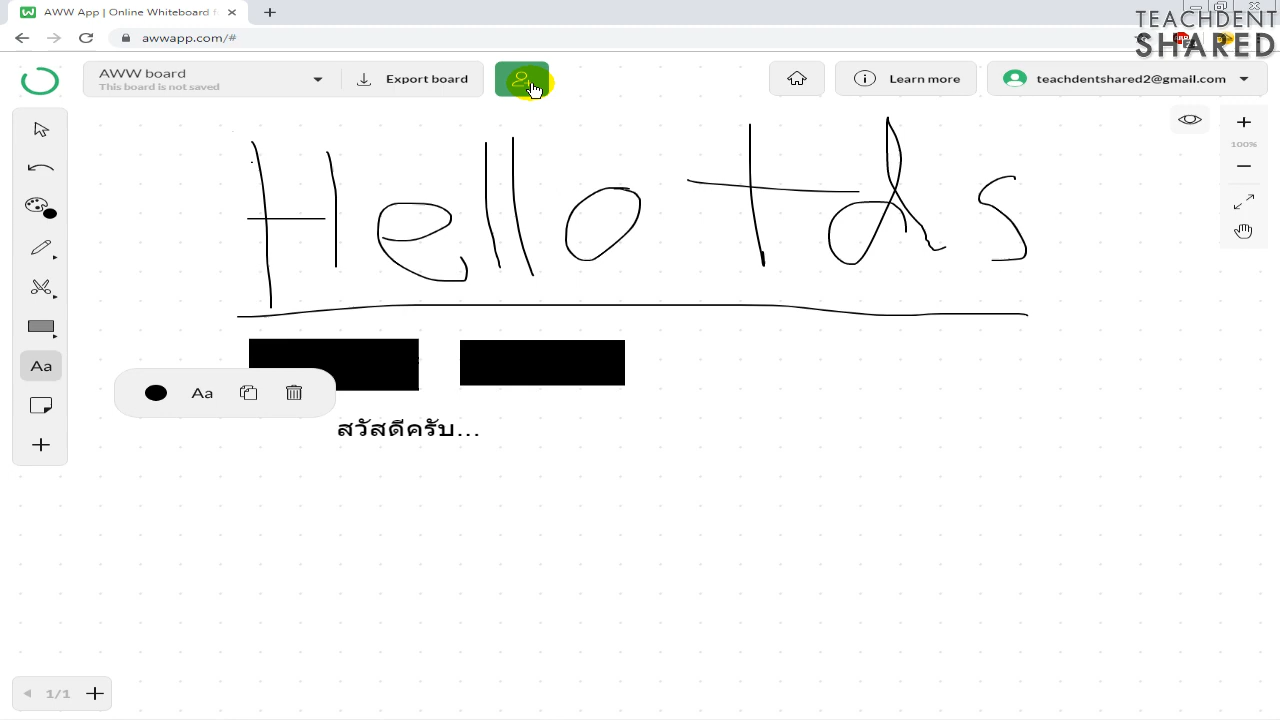 AWW App | Online Whiteboard f
TEACHDENT
SHARED
awwapp.com/#
AWW board
This board is not saved
Export board
Learn more
teachdentshared2@gmail.com
100%
Hello tds
Aa
Aa
สวัสดีครับ...
1/1